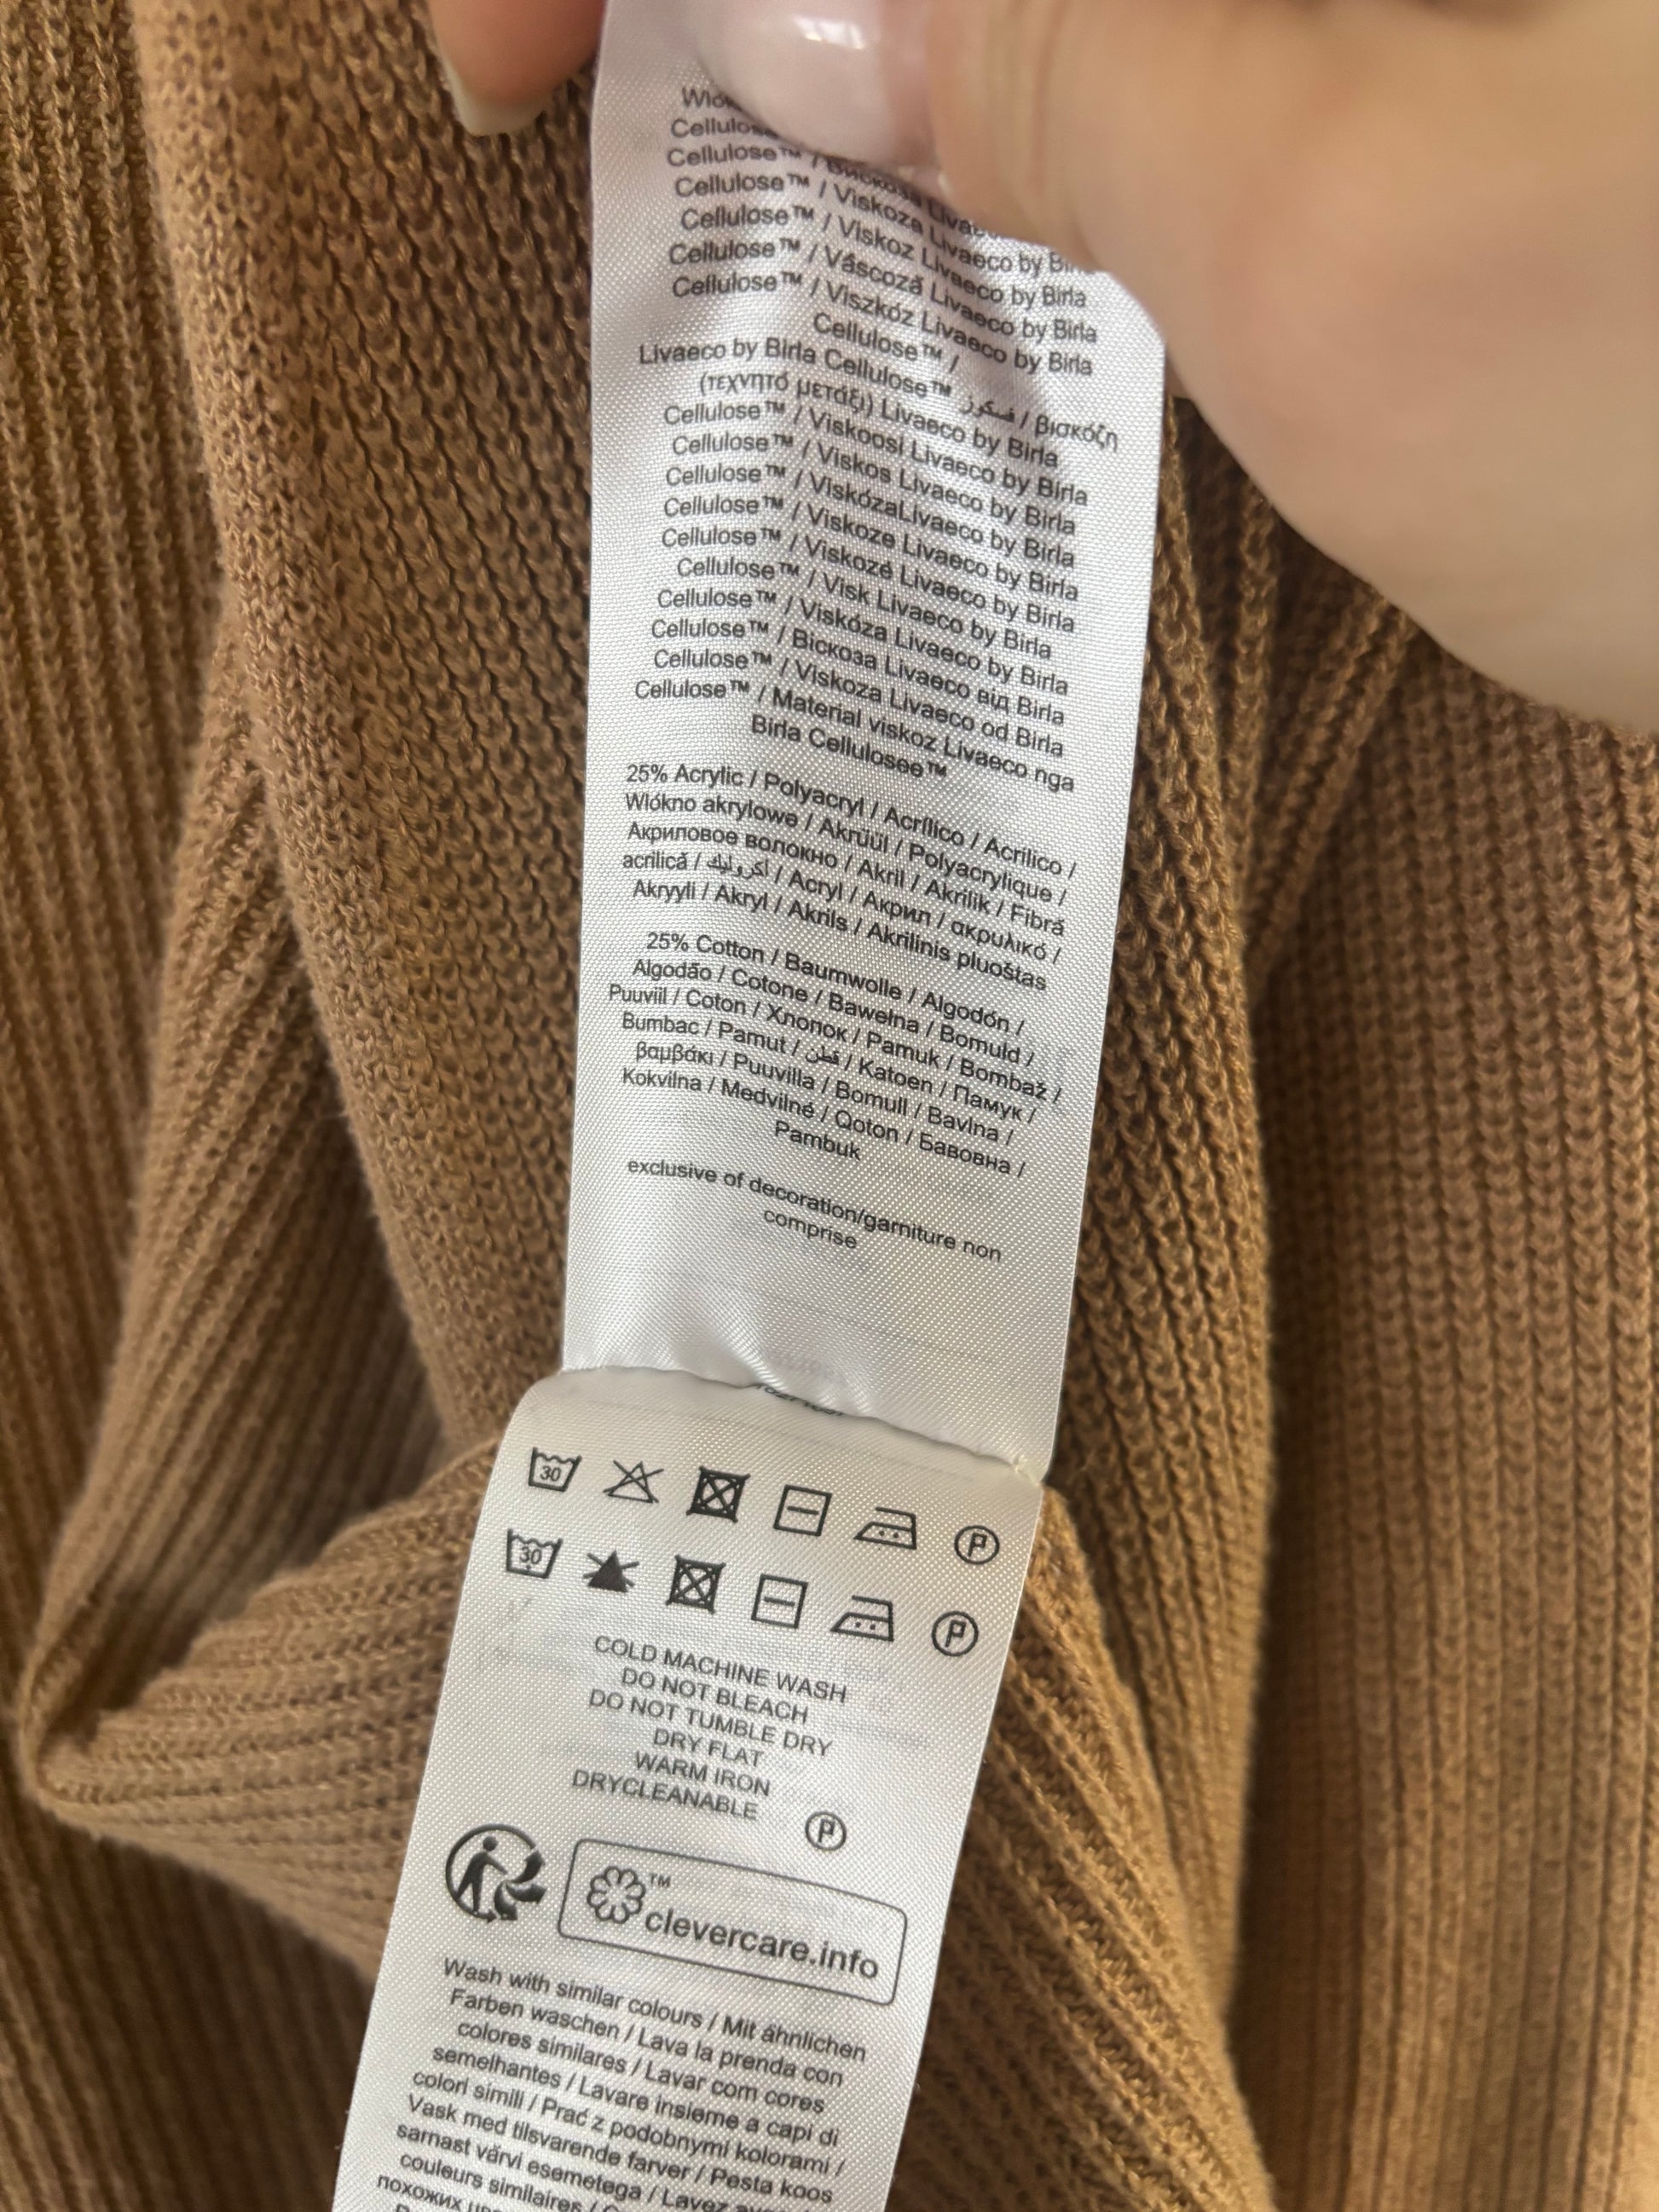 Cellulose™ /
Cellulose™ / Viskoza
Cellulose™ / Viskoz Livaeco by
Cellulose™ / Vâscoză Livaeco by Birla
Cellulose™ / Viszkóz Livaeco by Birla
Cellulose™ /
Livaeco by Birla Cellulose™ فسكوز / βισκόζη
(τεχνητό μετάξι) Livaeco by Birla
Cellulose™ / Viskoosi Livaeco by Birla
Cellulose™ / Viskos Livaeco by Birla
Cellulose™ / ViskózaLivaeco by Birla
Cellulose™ / Viskoze Livaeco by Birla
Cellulose™ / Viskozė Livaeco by Birla
Cellulose™ / Visk Livaeco by Birla
Cellulose™ / Viskóza Livaeco by Birla
Cellulose™ / Віскоза Livaeco від Birla
Cellulose™ / Viskoza Livaeco od Birla
Cellulose™ / Material viskoz Livaeco nga
Birla Cellulosee™
25% Acrylic / Polyacryl / Acrílico / Acrilico /
Włókno akrylowe / Akrüül / Polyacrylique /
Акриловое волокно / Akril / Akrilik / Fibră
acrilică / أكروليك / Acryl / Акрил / ακρυλικό /
Akryyli / Akryl / Akrils / Akrilinis pluoštas
25% Cotton / Baumwolle / Algodón /
Algodão / Cotone / Bawełna / Bomuld /
Puuvill / Coton / Хлопок / Pamuk / Bombaž /
Bumbac / Pamut / قطن / Katoen / Памук /
βαμβάκι / Puuvilla / Bomull / Bavlna /
Kokvilna / Medvilnė / Qoton / Бавовна /
Pambuk
exclusive of decoration/garniture non
comprise
30 P
30 P
COLD MACHINE WASH
DO NOT BLEACH
DO NOT TUMBLE DRY
DRY FLAT
WARM IRON
DRYCLEANABLE P
clevercare.info™
Wash with similar colours / Mit ähnlichen
Farben waschen / Lava la prenda con
colores similares / Lavar com cores
semelhantes / Lavare insieme a capi di
colori simili / Prać z podobnymi kolorami /
Vask med tilsvarende farver / Pesta koos
sarnast värvi esemetega / Lavez
couleurs similaires /
похожих